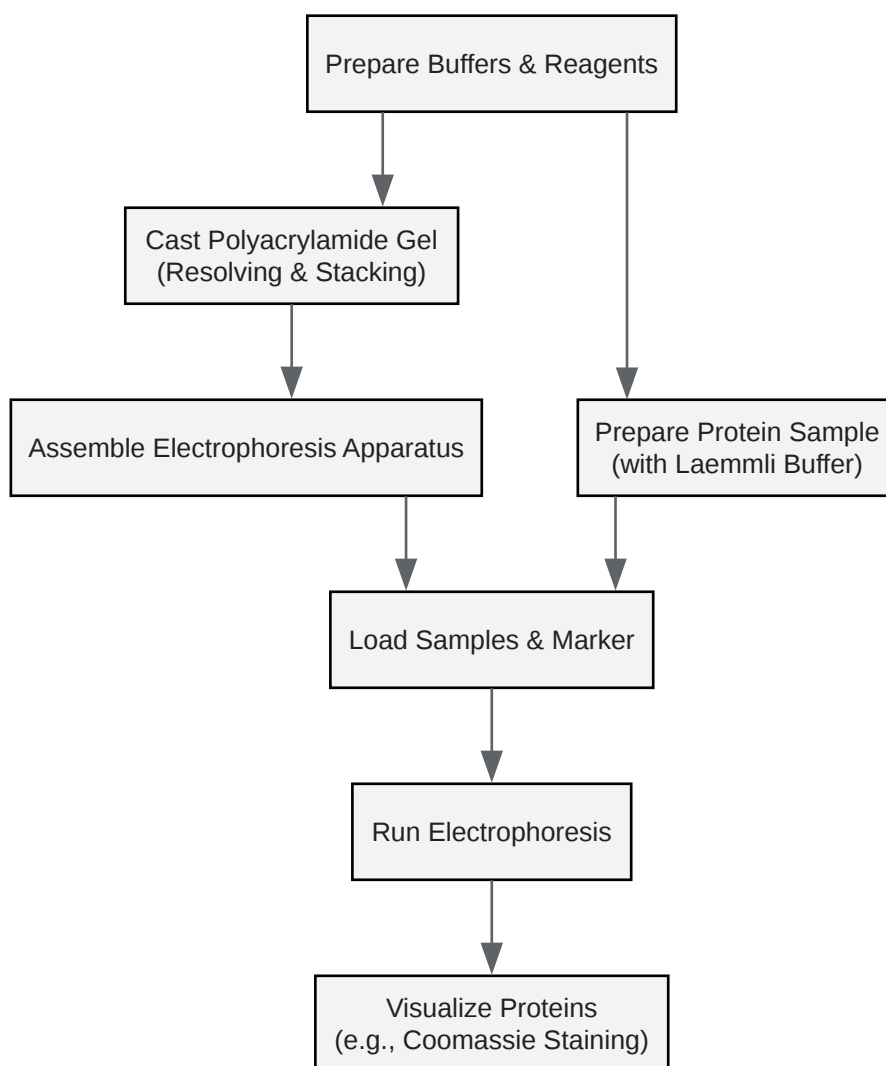 Prepare Buffers & Reagents
Cast Polyacrylamide Gel
(Resolving & Stacking)
Assemble Electrophoresis Apparatus
Prepare Protein Sample
(with Laemmli Buffer)
Load Samples & Marker
Run Electrophoresis
Visualize Proteins
(e.g., Coomassie Staining)